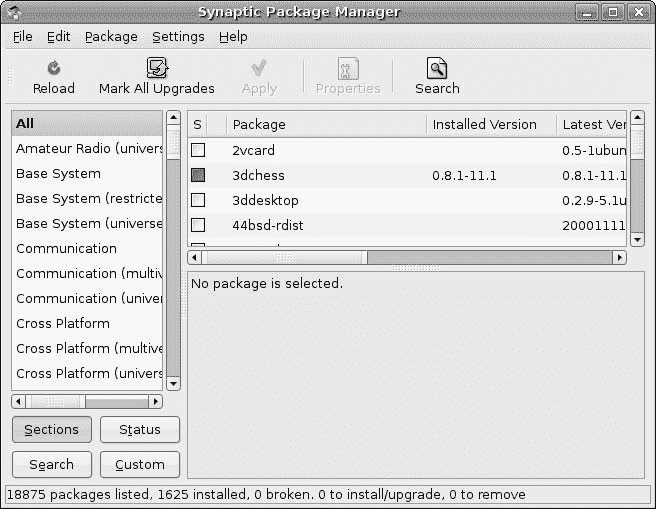 Synaptic Package Manager
File Edit Package Settings Help
Reload Mark All Upgrades Apply Properties Search
All
Amateur Radio (univers
Base System
Base System (restricte
Base System (universe
Communication
Communication (multiv
Communication (univer
Cross Platform
Cross Platform (multive
Cross Platform (univers
S Package Installed Version Latest Ver
2vcard 0.5-1ubun
3dchess 0.8.1-11.1 0.8.1-11.1
3ddesktop 0.2.9-5.1u
44bsd-rdist 20001111
No package is selected.
Sections Status
Search Custom
18875 packages listed, 1625 installed, 0 broken. 0 to install/upgrade, 0 to remove